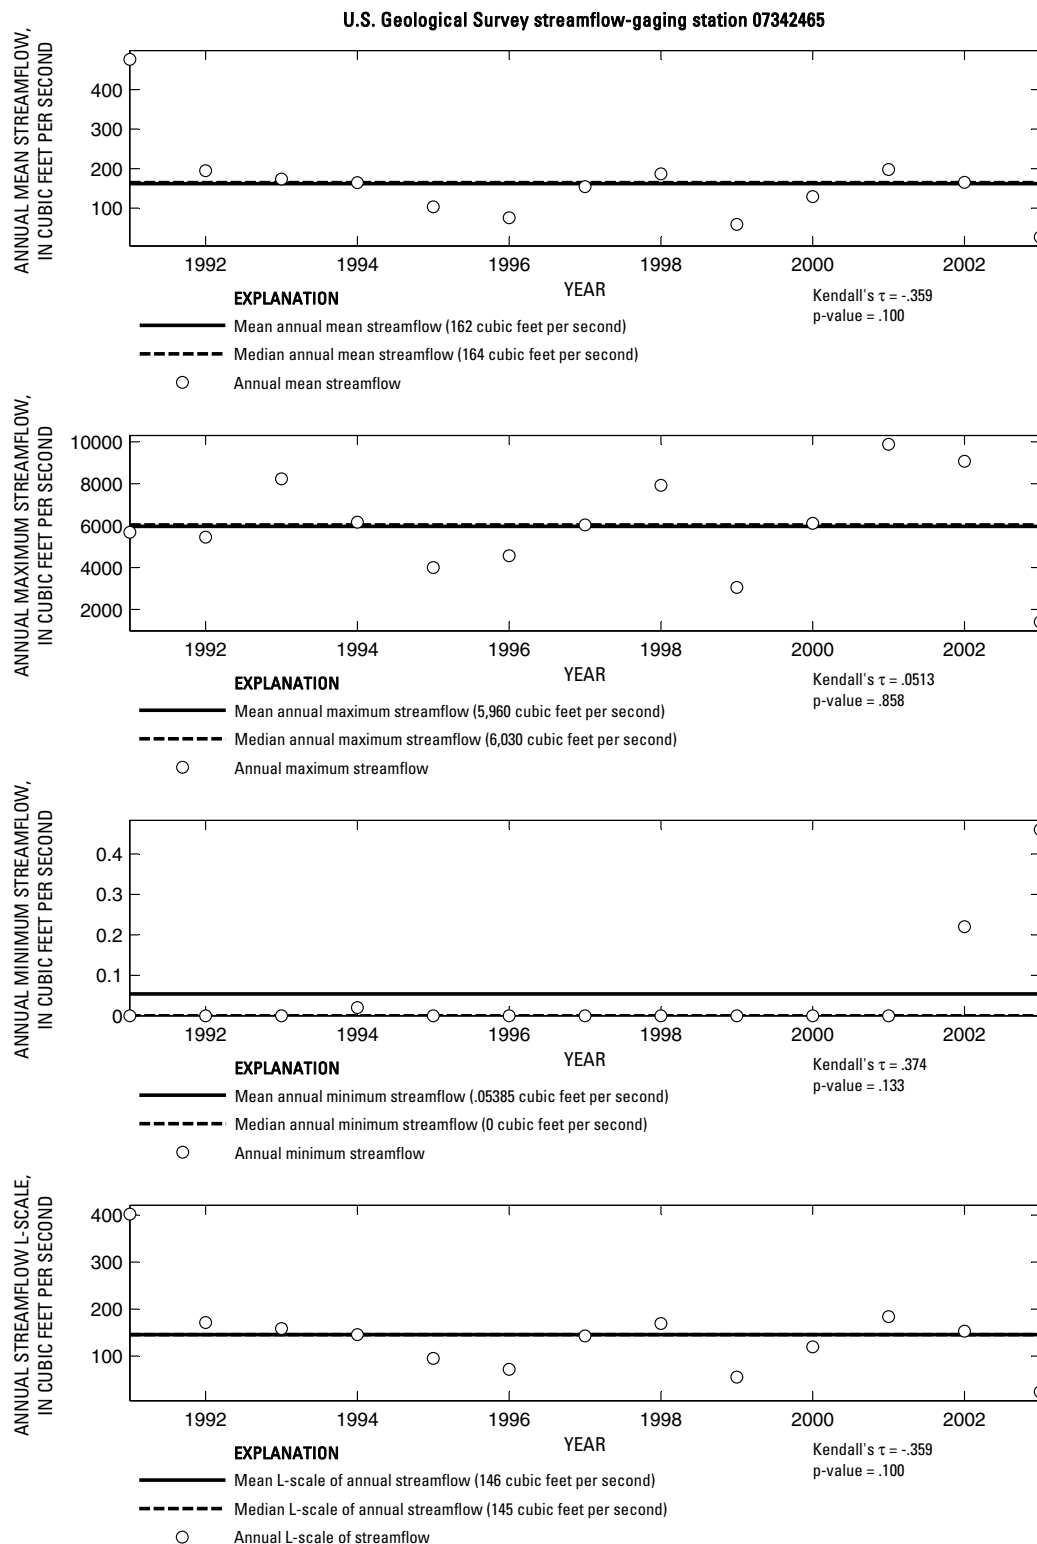 U.S. Geological Survey streamflow-gaging station 07342465
ANNUAL MEAN STREAMFLOW,
IN CUBIC FEET PER SECOND
400
300
200
100
1992 1994 1996 1998 2000 2002
YEAR
Kendall's τ = -.359
p-value = .100
EXPLANATION
Mean annual mean streamflow (162 cubic feet per second)
Median annual mean streamflow (164 cubic feet per second)
Annual mean streamflow
ANNUAL MAXIMUM STREAMFLOW,
IN CUBIC FEET PER SECOND
10000
8000
6000
4000
2000
1992 1994 1996 1998 2000 2002
YEAR
Kendall's τ = .0513
p-value = .858
EXPLANATION
Mean annual maximum streamflow (5,960 cubic feet per second)
Median annual maximum streamflow (6,030 cubic feet per second)
Annual maximum streamflow
ANNUAL MINIMUM STREAMFLOW,
IN CUBIC FEET PER SECOND
0.4
0.3
0.2
0.1
0
1992 1994 1996 1998 2000 2002
YEAR
Kendall's τ = .374
p-value = .133
EXPLANATION
Mean annual minimum streamflow (.05385 cubic feet per second)
Median annual minimum streamflow (0 cubic feet per second)
Annual minimum streamflow
ANNUAL STREAMFLOW L-SCALE,
IN CUBIC FEET PER SECOND
400
300
200
100
1992 1994 1996 1998 2000 2002
YEAR
Kendall's τ = -.359
p-value = .100
EXPLANATION
Mean L-scale of annual streamflow (146 cubic feet per second)
Median L-scale of annual streamflow (145 cubic feet per second)
Annual L-scale of streamflow